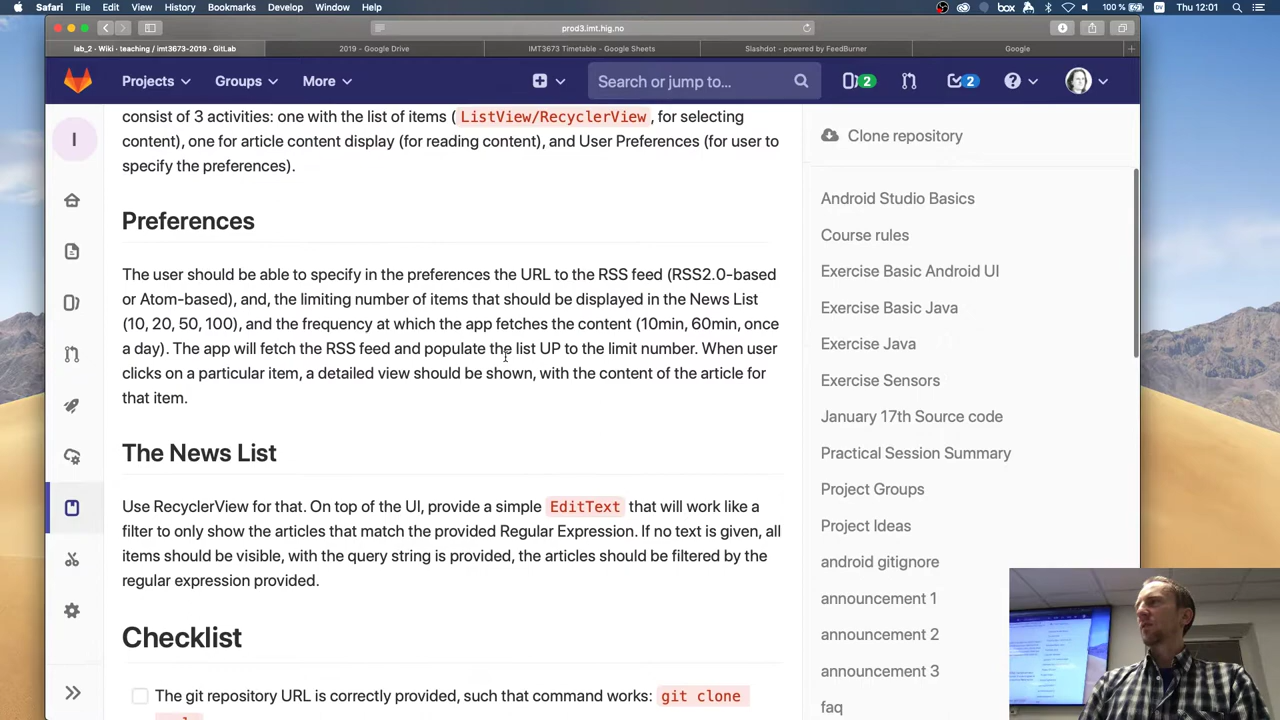 Safari File Edit View History Bookmarks Develop Window Help
box 100 % Thu 12:01
prod3.imt.hig.no
lab_2 · Wiki · teaching / imt3673-2019 · GitLab
2019 - Google Drive
IMT3673 Timetable - Google Sheets
Slashdot - powered by FeedBurner
Google
Projects Groups More Search or jump to... 2 2
consist of 3 activities: one with the list of items ( ListView/RecyclerView , for selecting
content), one for article content display (for reading content), and User Preferences (for user to
specify the preferences).
Preferences
The user should be able to specify in the preferences the URL to the RSS feed (RSS2.0-based
or Atom-based), and, the limiting number of items that should be displayed in the News List
(10, 20, 50, 100), and the frequency at which the app fetches the content (10min, 60min, once
a day). The app will fetch the RSS feed and populate the list UP to the limit number. When user
clicks on a particular item, a detailed view should be shown, with the content of the article for
that item.
The News List
Use RecyclerView for that. On top of the UI, provide a simple EditText that will work like a
filter to only show the articles that match the provided Regular Expression. If no text is given, all
items should be visible, with the query string is provided, the articles should be filtered by the
regular expression provided.
Checklist
The git repository URL is correctly provided, such that command works: git clone
I
Clone repository
Android Studio Basics
Course rules
Exercise Basic Android UI
Exercise Basic Java
Exercise Java
Exercise Sensors
January 17th Source code
Practical Session Summary
Project Groups
Project Ideas
android gitignore
announcement 1
announcement 2
announcement 3
faq